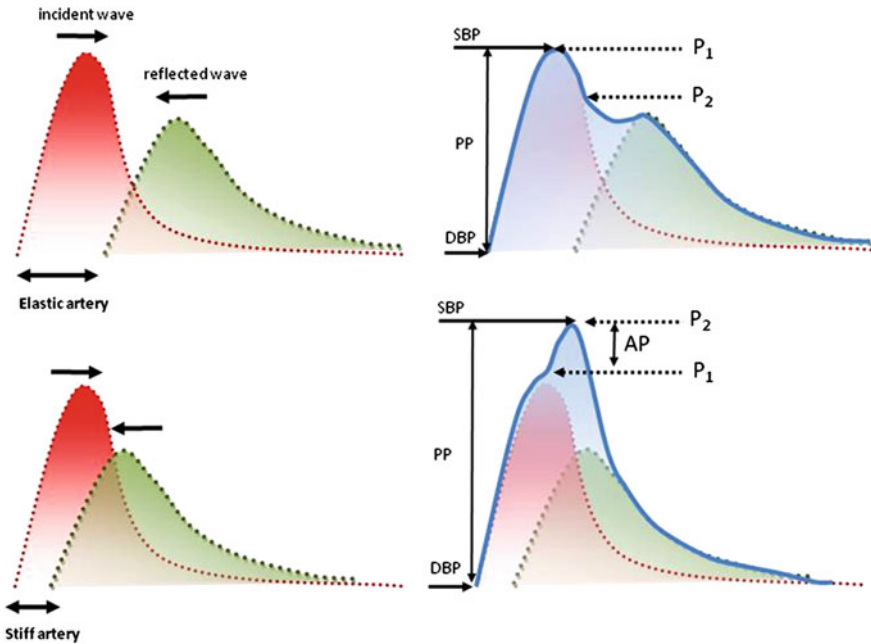 incident wave
reflected wave
Elastic artery
SBP
P1
P2
PP
DBP
Stiff artery
SBP
P2
AP
P1
PP
DBP